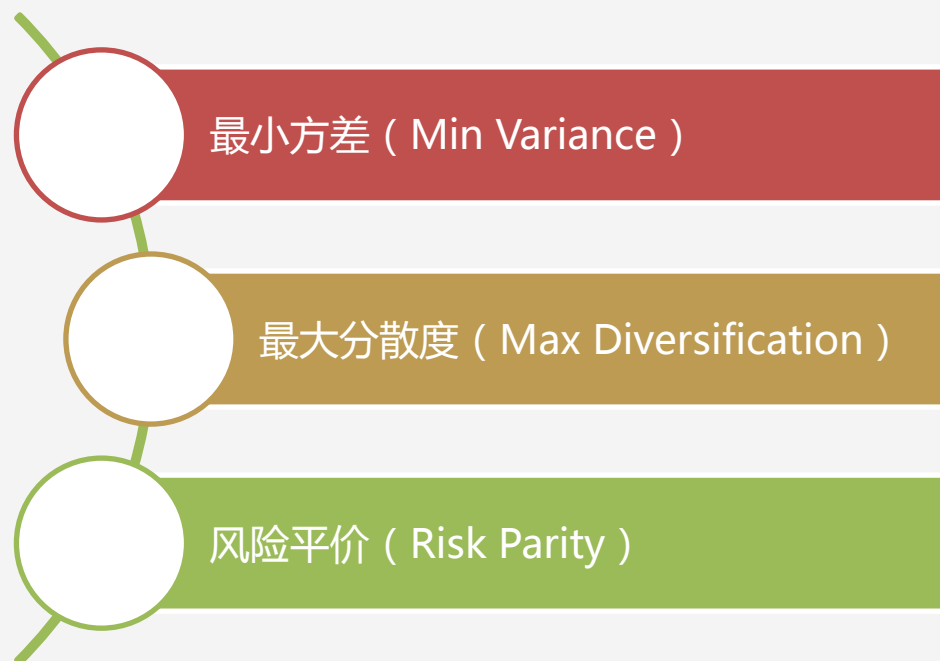 最小方差（Min Variance）
最大分散度（Max Diversification）
风险平价（Risk Parity）